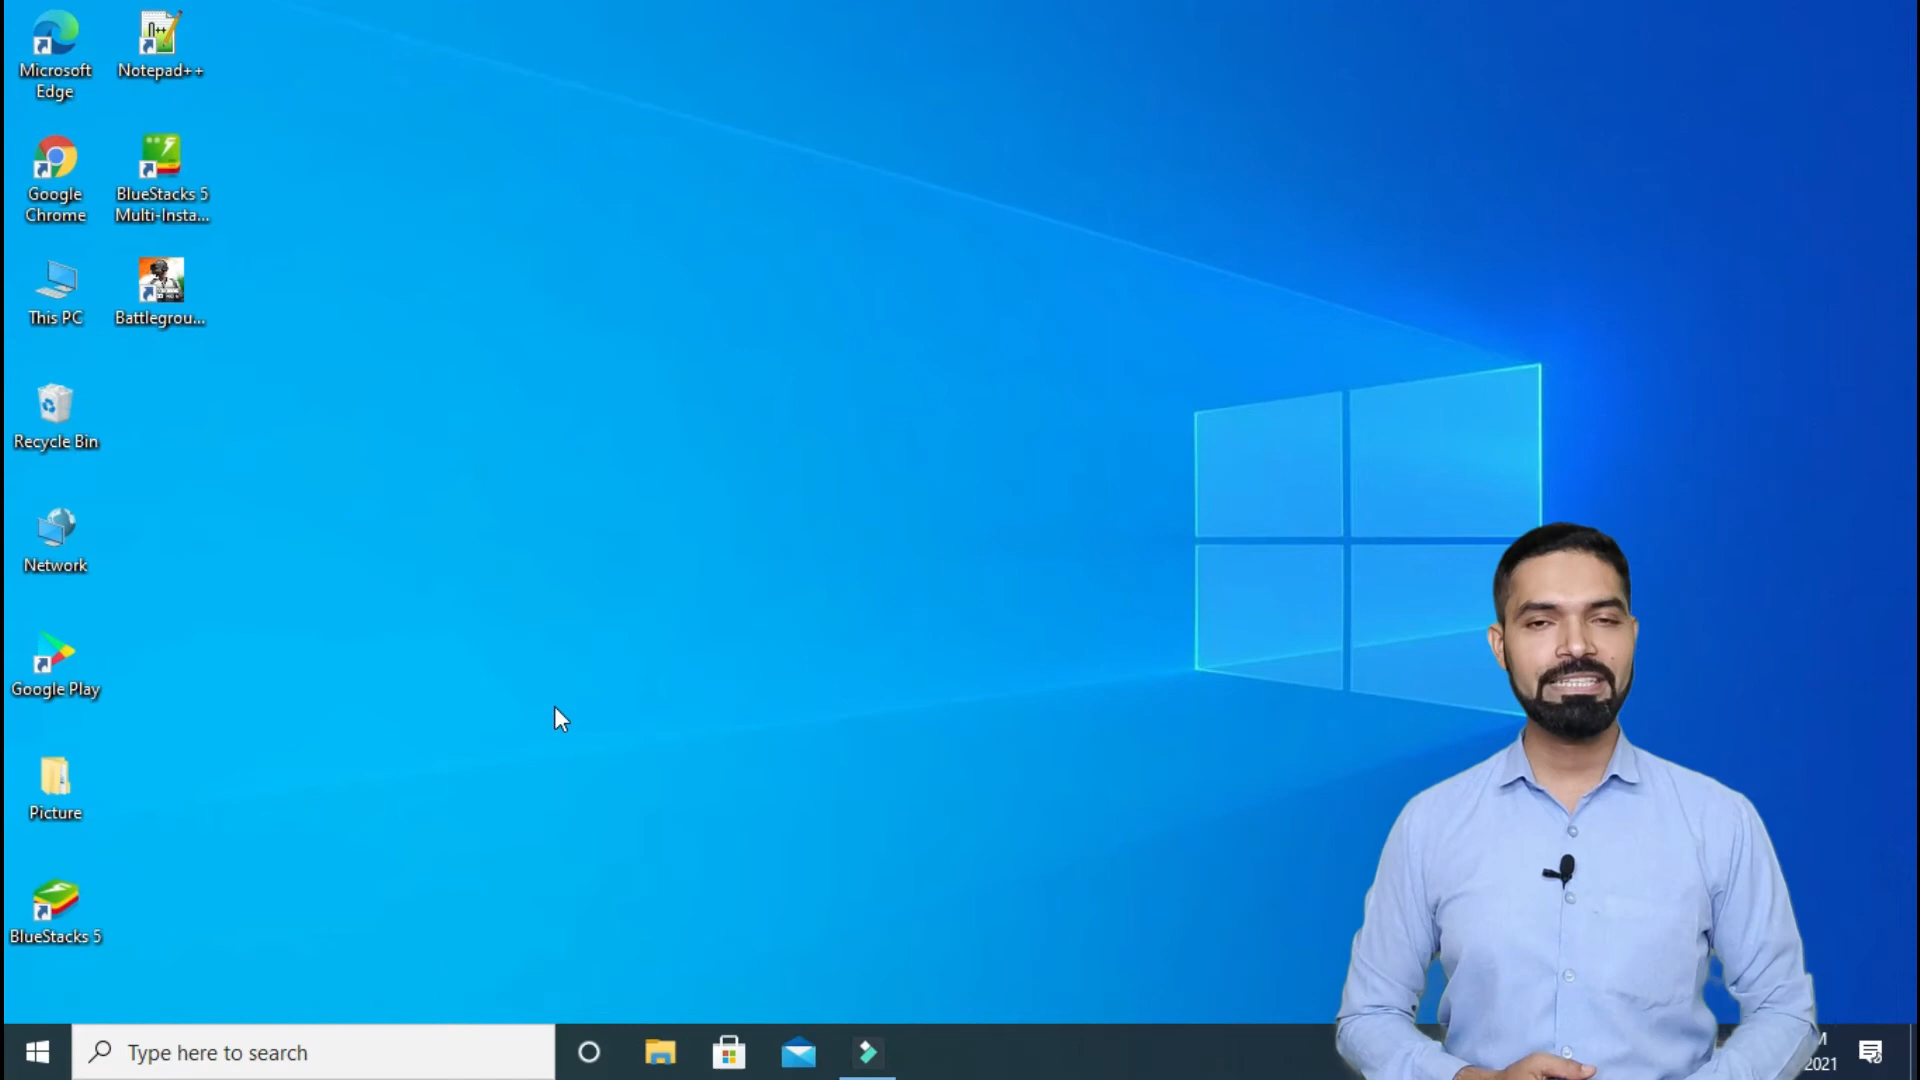 Microsoft
Edge
Notepad++
Google
Chrome
BlueStacks 5
Multi-Insta...
This PC
Battlegrou...
Recycle Bin
Network
Google Play
Picture
BlueStacks 5
Type here to search
M
2021